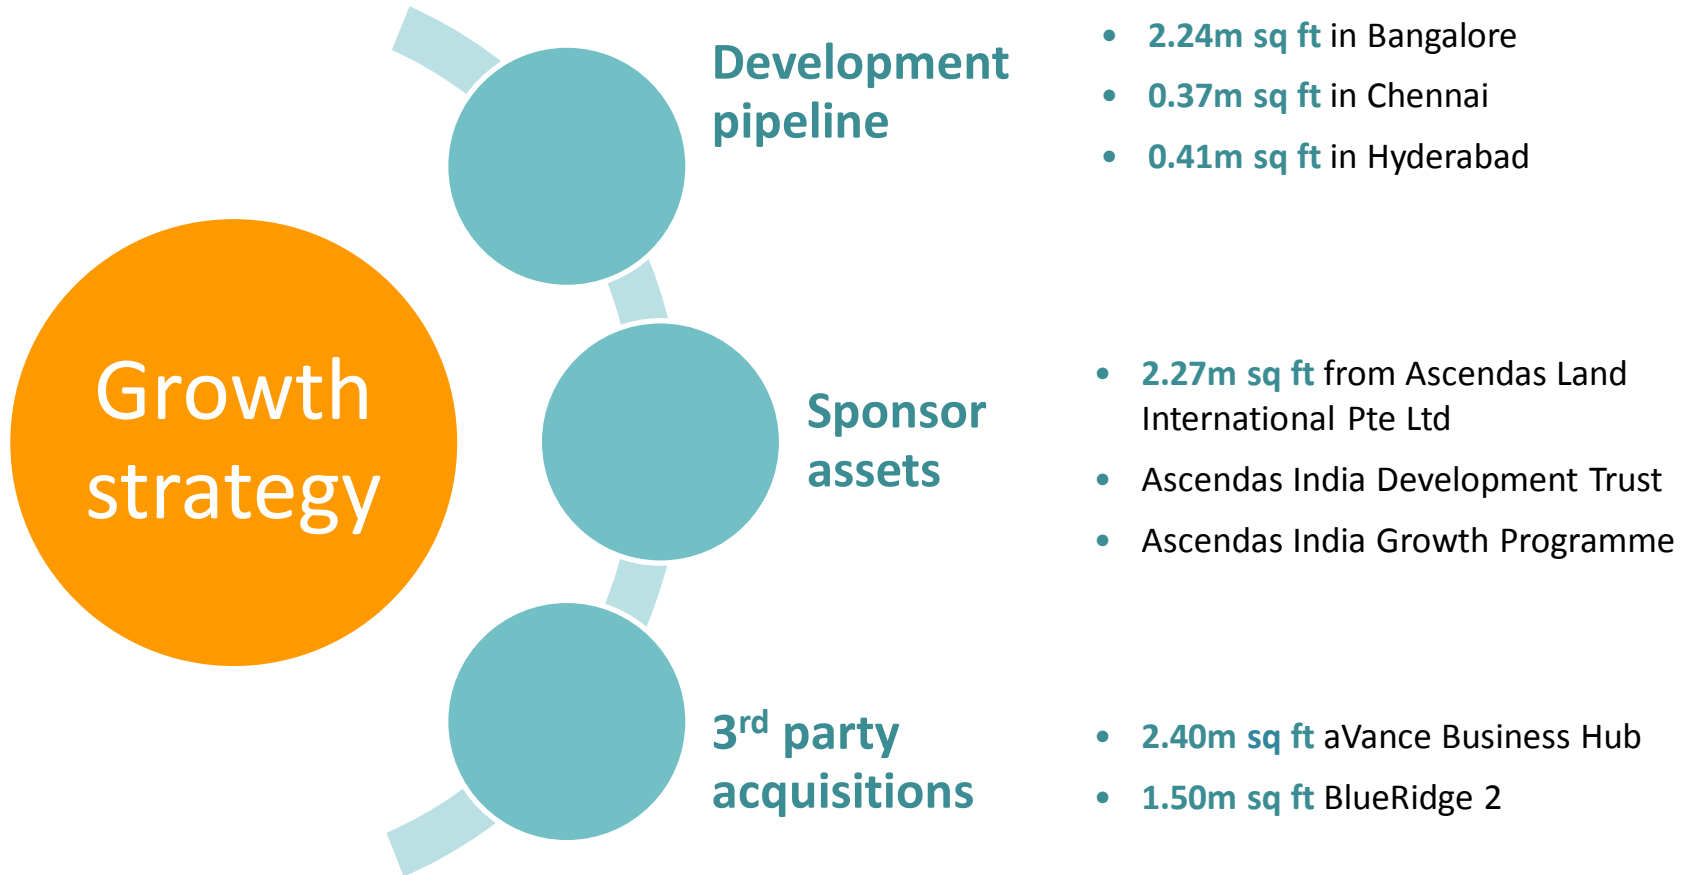 Growth
strategy
Development
pipeline
• 2.24m sq ft in Bangalore
• 0.37m sq ft in Chennai
• 0.41m sq ft in Hyderabad
Sponsor
assets
• 2.27m sq ft from Ascendas Land
International Pte Ltd
• Ascendas India Development Trust
• Ascendas India Growth Programme
3rd party
acquisitions
• 2.40m sq ft aVance Business Hub
• 1.50m sq ft BlueRidge 2